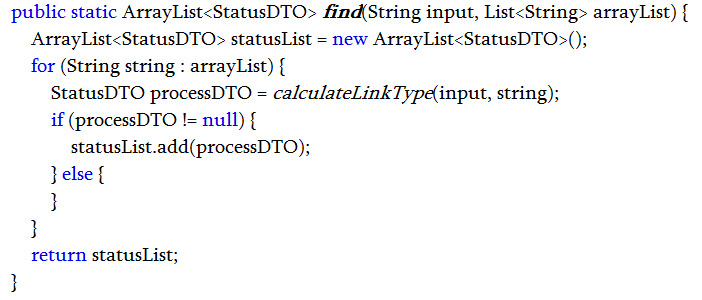 public static ArrayList<StatusDTO> find(String input, List<String> arrayList) {
ArrayList<StatusDTO> statusList = new ArrayList<StatusDTO>();
for (String string : arrayList) {
StatusDTO processDTO = calculateLinkType(input, string);
if (processDTO != null) {
statusList.add(processDTO);
} else {
}
}
return statusList;
}